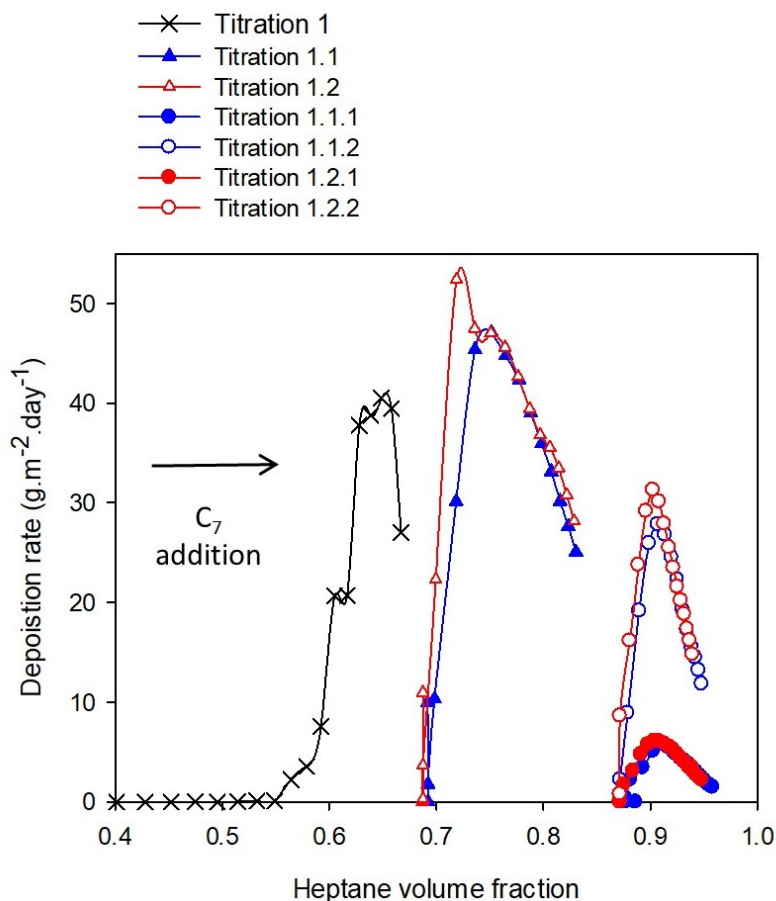 Titration 1
Titration 1.1
Titration 1.2
Titration 1.1.1
Titration 1.1.2
Titration 1.2.1
Titration 1.2.2
50
40
30
20
10
0
Depoistion rate (g.m⁻².day⁻¹)
C₇
addition
0.4 0.5 0.6 0.7 0.8 0.9 1.0
Heptane volume fraction